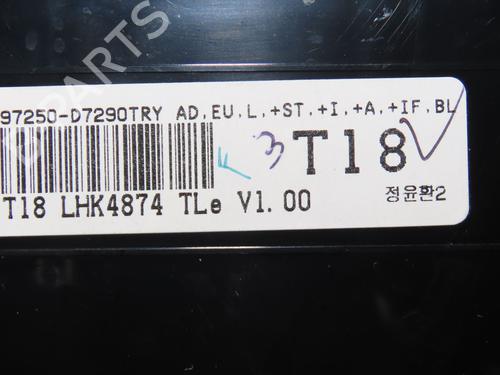 97250-D7290TRY AD,EU,L,+ST,+I,+A,+IF,BL
3 T18
T18 LHK4874 TLe V1.00
정윤환2